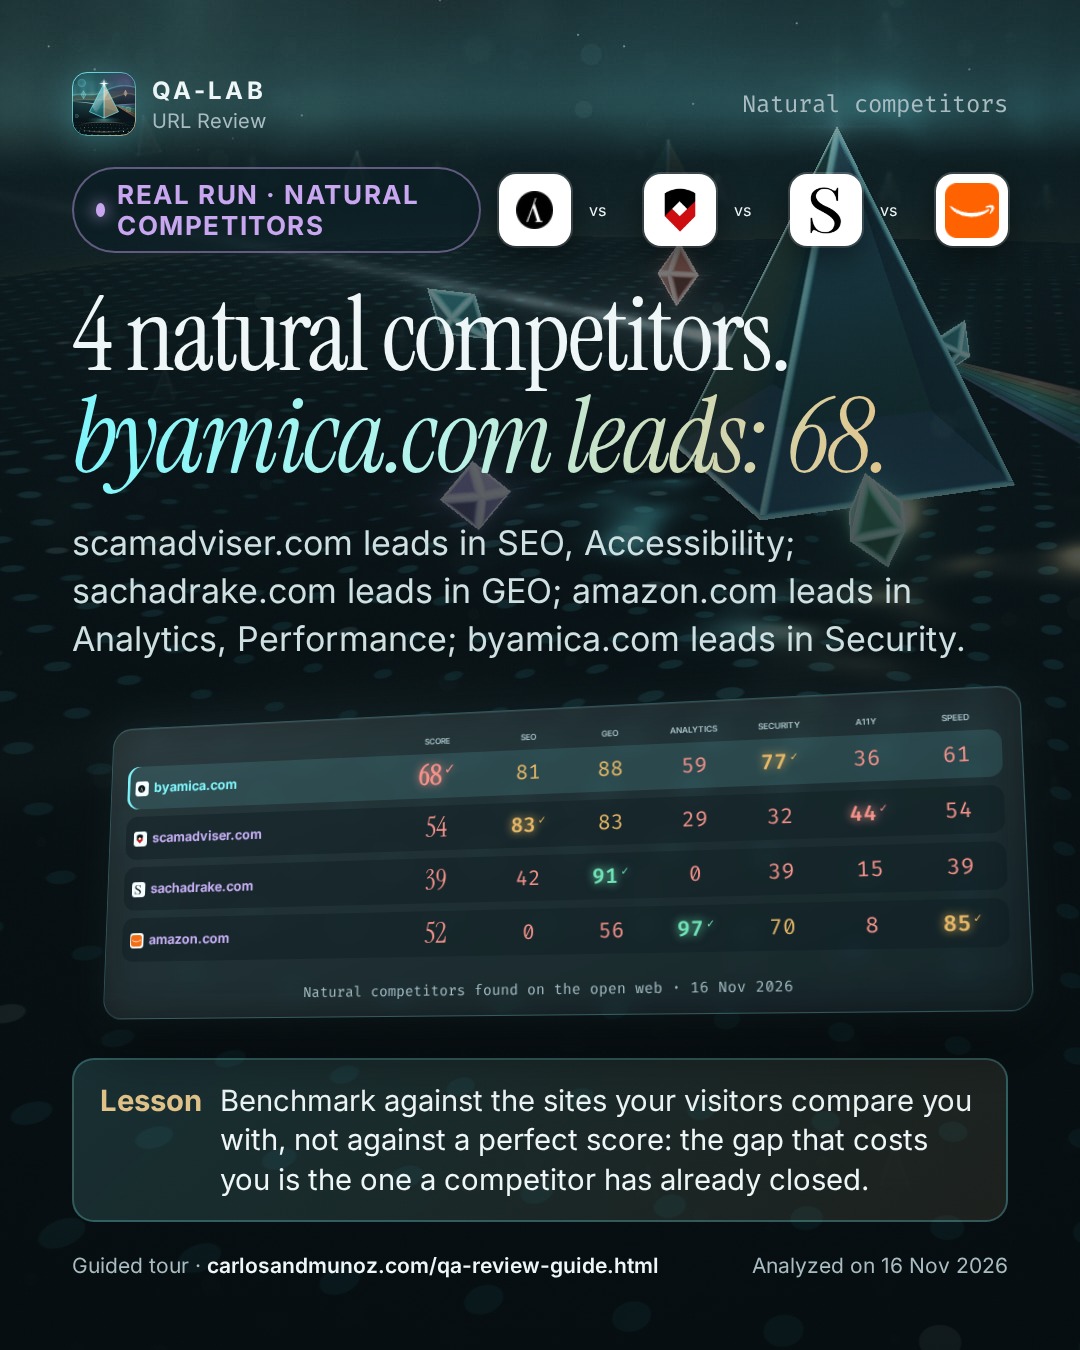 QA-LAB
URL Review
Natural competitors
REAL RUN · NATURAL
COMPETITORS
vs vs S vs
4 natural competitors.
byamica.com leads: 68.
scamadviser.com leads in SEO, Accessibility;
sachadrake.com leads in GEO; amazon.com leads in
Analytics, Performance; byamica.com leads in Security.
SCORE SEO GEO ANALYTICS SECURITY A11Y SPEED
byamica.com 68✓ 81 88 59 77✓ 36 61
scamadviser.com 54 83✓ 83 29 32 44✓ 54
S sachadrake.com 39 42 91✓ 0 39 15 39
amazon.com 52 0 56 97✓ 70 8 85✓
Natural competitors found on the open web · 16 Nov 2026
Lesson Benchmark against the sites your visitors compare you
with, not against a perfect score: the gap that costs
you is the one a competitor has already closed.
Guided tour · carlosandmunoz.com/qa-review-guide.html Analyzed on 16 Nov 2026